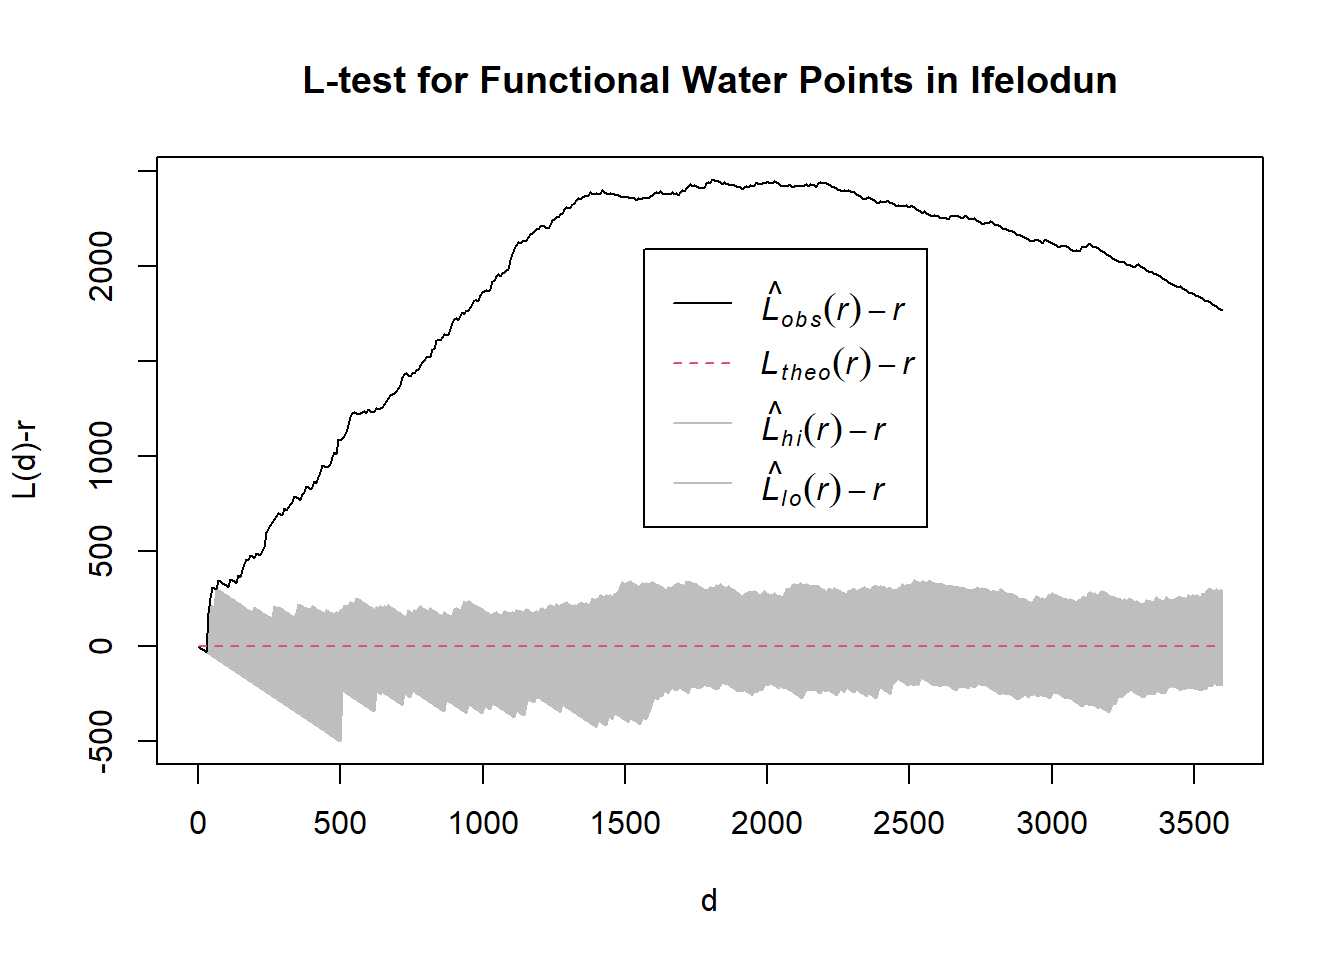 L-test for Functional Water Points in Ifelodun
L(d)-r
2000
1000
500
0
-500
L̂obs(r) – r
Ltheo(r) – r
L̂hi(r) – r
L̂lo(r) – r
0 500 1000 1500 2000 2500 3000 3500
d